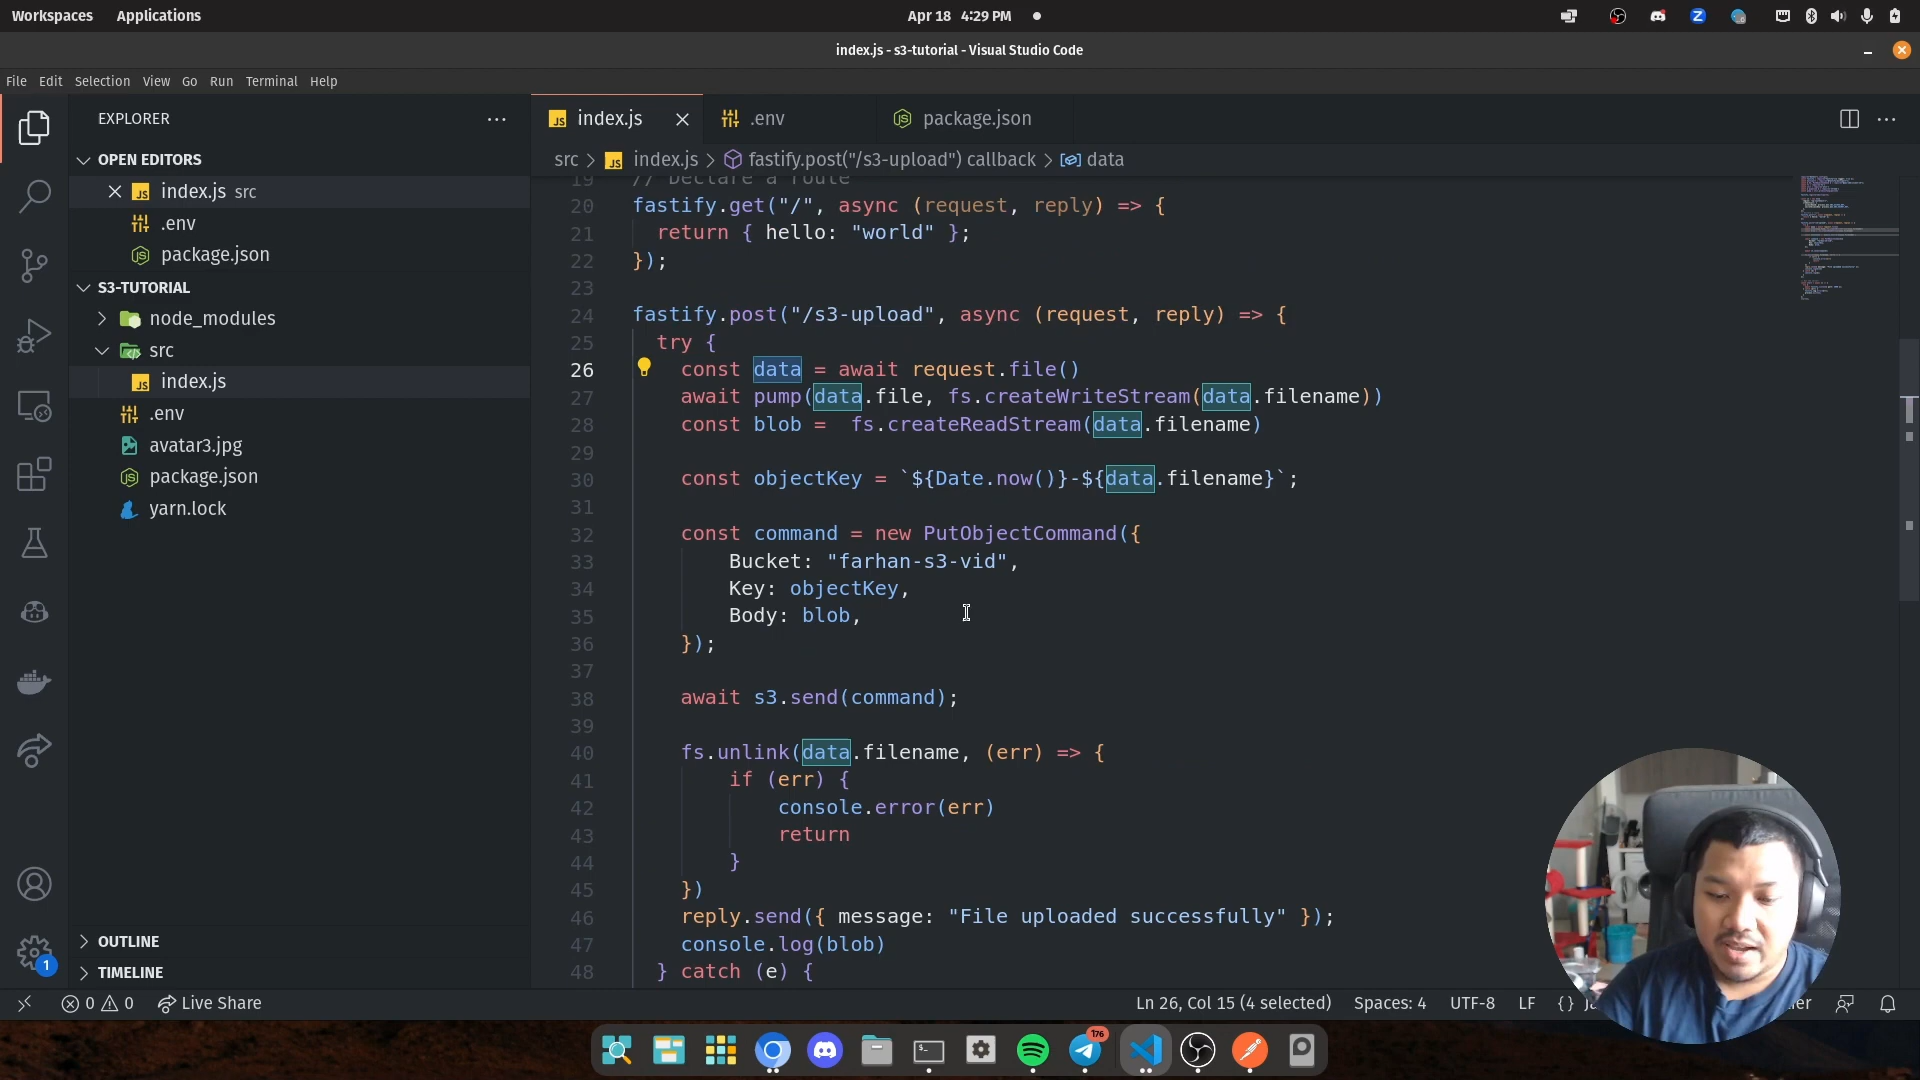 Workspaces Applications Apr 18 4:29 PM
index.js - s3-tutorial - Visual Studio Code
File Edit Selection View Go Run Terminal Help
EXPLORER
OPEN EDITORS
index.js src
.env
package.json
S3-TUTORIAL
node_modules
src
index.js
.env
avatar3.jpg
package.json
yarn.lock
OUTLINE
TIMELINE
index.js .env package.json
src > index.js > fastify.post("/s3-upload") callback > data
19 // Declare a route
20 fastify.get("/", async (request, reply) => {
21 return { hello: "world" };
22 });
23
24 fastify.post("/s3-upload", async (request, reply) => {
25 try {
26 const data = await request.file()
27 await pump(data.file, fs.createWriteStream(data.filename))
28 const blob =  fs.createReadStream(data.filename)
29
30 const objectKey = `${Date.now()}-${data.filename}`;
31
32 const command = new PutObjectCommand({
33 Bucket: "farhan-s3-vid",
34 Key: objectKey,
35 Body: blob,
36 });
37
38 await s3.send(command);
39
40 fs.unlink(data.filename, (err) => {
41 if (err) {
42 console.error(err)
43 return
44 }
45 })
46 reply.send({ message: "File uploaded successfully" });
47 console.log(blob)
48 } catch (e) {
1
0 0 Live Share Ln 26, Col 15 (4 selected) Spaces: 4 UTF-8 LF {}
176